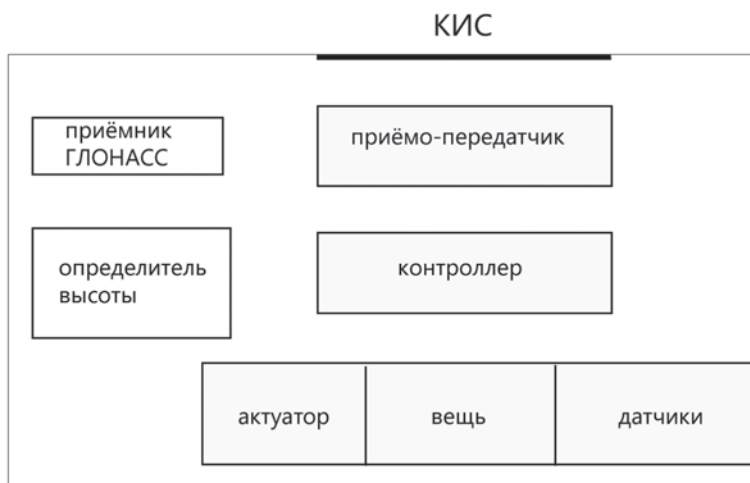 КИС
приёмник
ГЛОНАСС
приёмо-передатчик
определитель
высоты
контроллер
актуатор
вещь
датчики